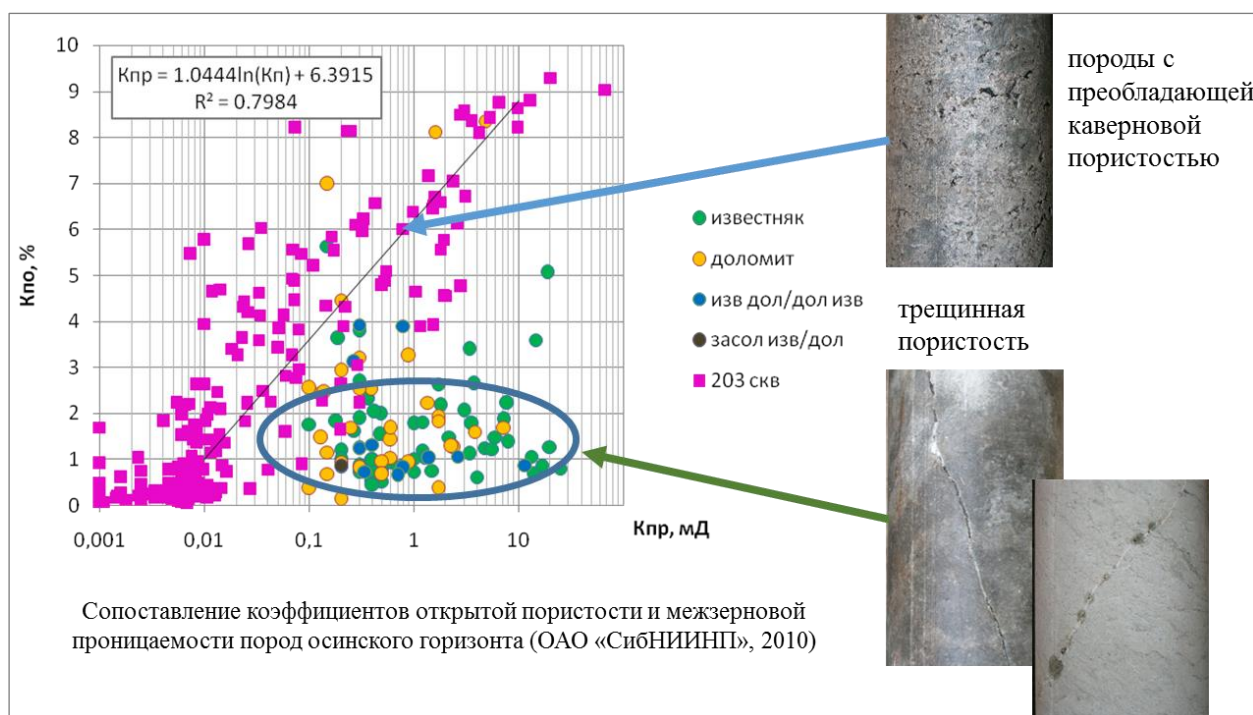 Кпр = 1.0444ln(Кп) + 6.3915
R² = 0.7984
10
9
8
7
6
5
4
3
2
1
0
Кпо, %
0,001
0,01
0,1
1
10
Кпр, мД
известняк
доломит
изв дол/дол изв
засол изв/дол
203 скв
породы с
преобладающей
каверновой
пористостью
трещинная
пористость
Сопоставление коэффициентов открытой пористости и межзерновой
проницаемости пород осинского горизонта (ОАО «СибНИИНП», 2010)